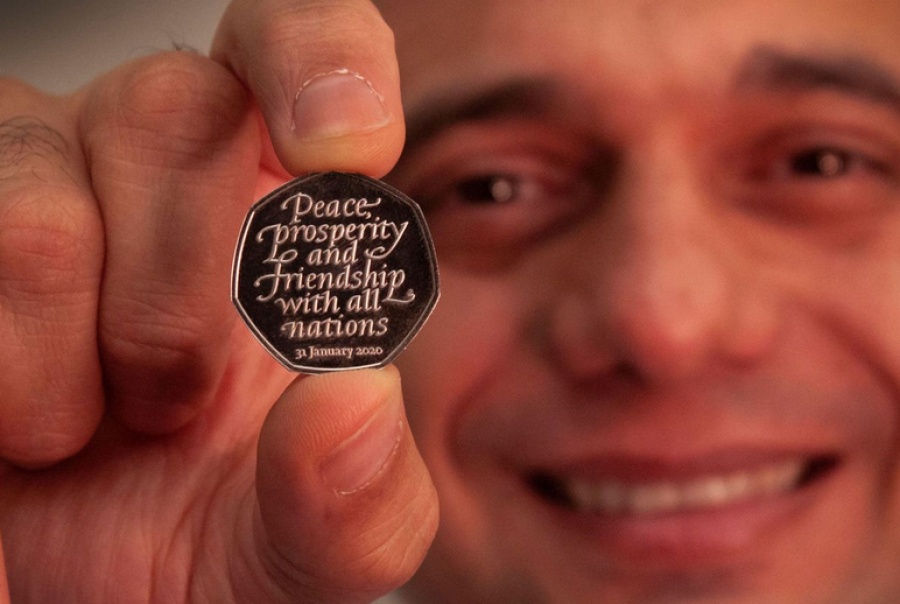 Peace,
prosperity
and
friendship
with all
nations
31 January 2020